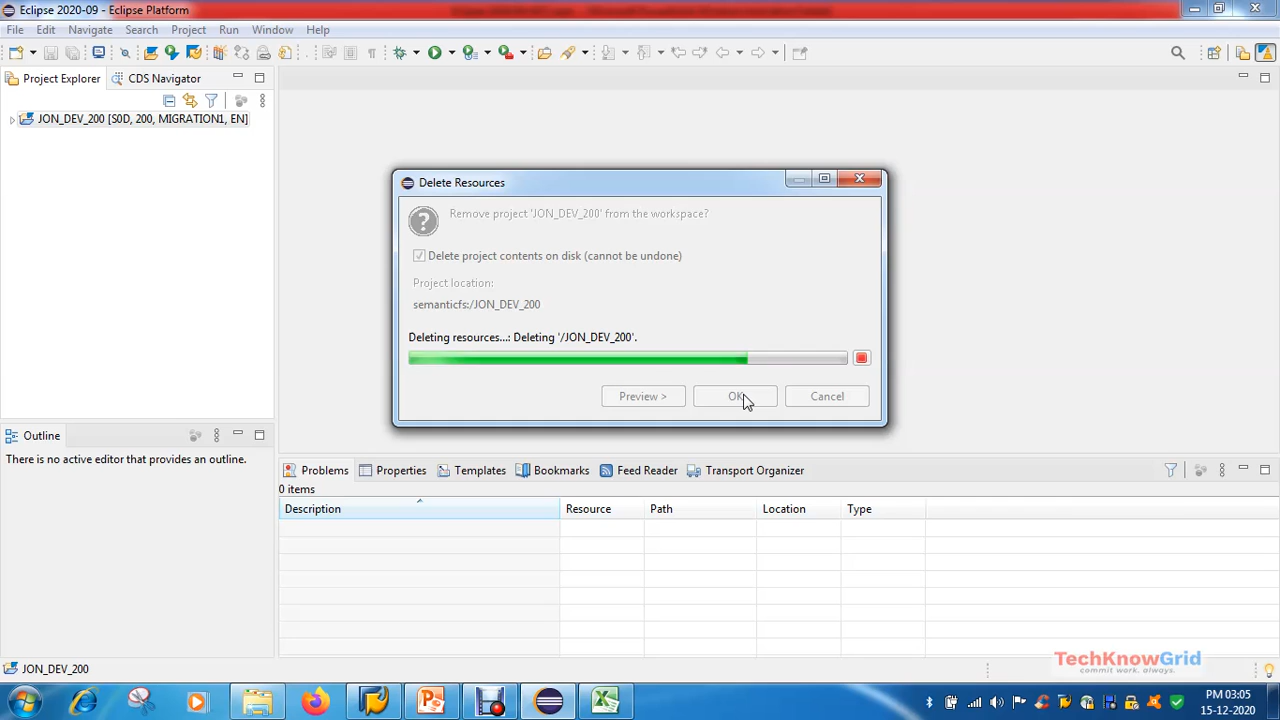 Eclipse 2020-09 - Eclipse Platform
File Edit Navigate Search Project Run Window Help
Project Explorer CDS Navigator
JON_DEV_200 [S0D, 200, MIGRATION1, EN]
Delete Resources
Remove project 'JON_DEV_200' from the workspace?
Delete project contents on disk (cannot be undone)
Project location:
semanticfs:/JON_DEV_200
Deleting resources...: Deleting '/JON_DEV_200'.
Preview > OK Cancel
Outline
There is no active editor that provides an outline.
Problems Properties Templates Bookmarks Feed Reader Transport Organizer
0 items
Description Resource Path Location Type
JON_DEV_200
TechKnowGrid
commit work. always.
PM 03:05
15-12-2020